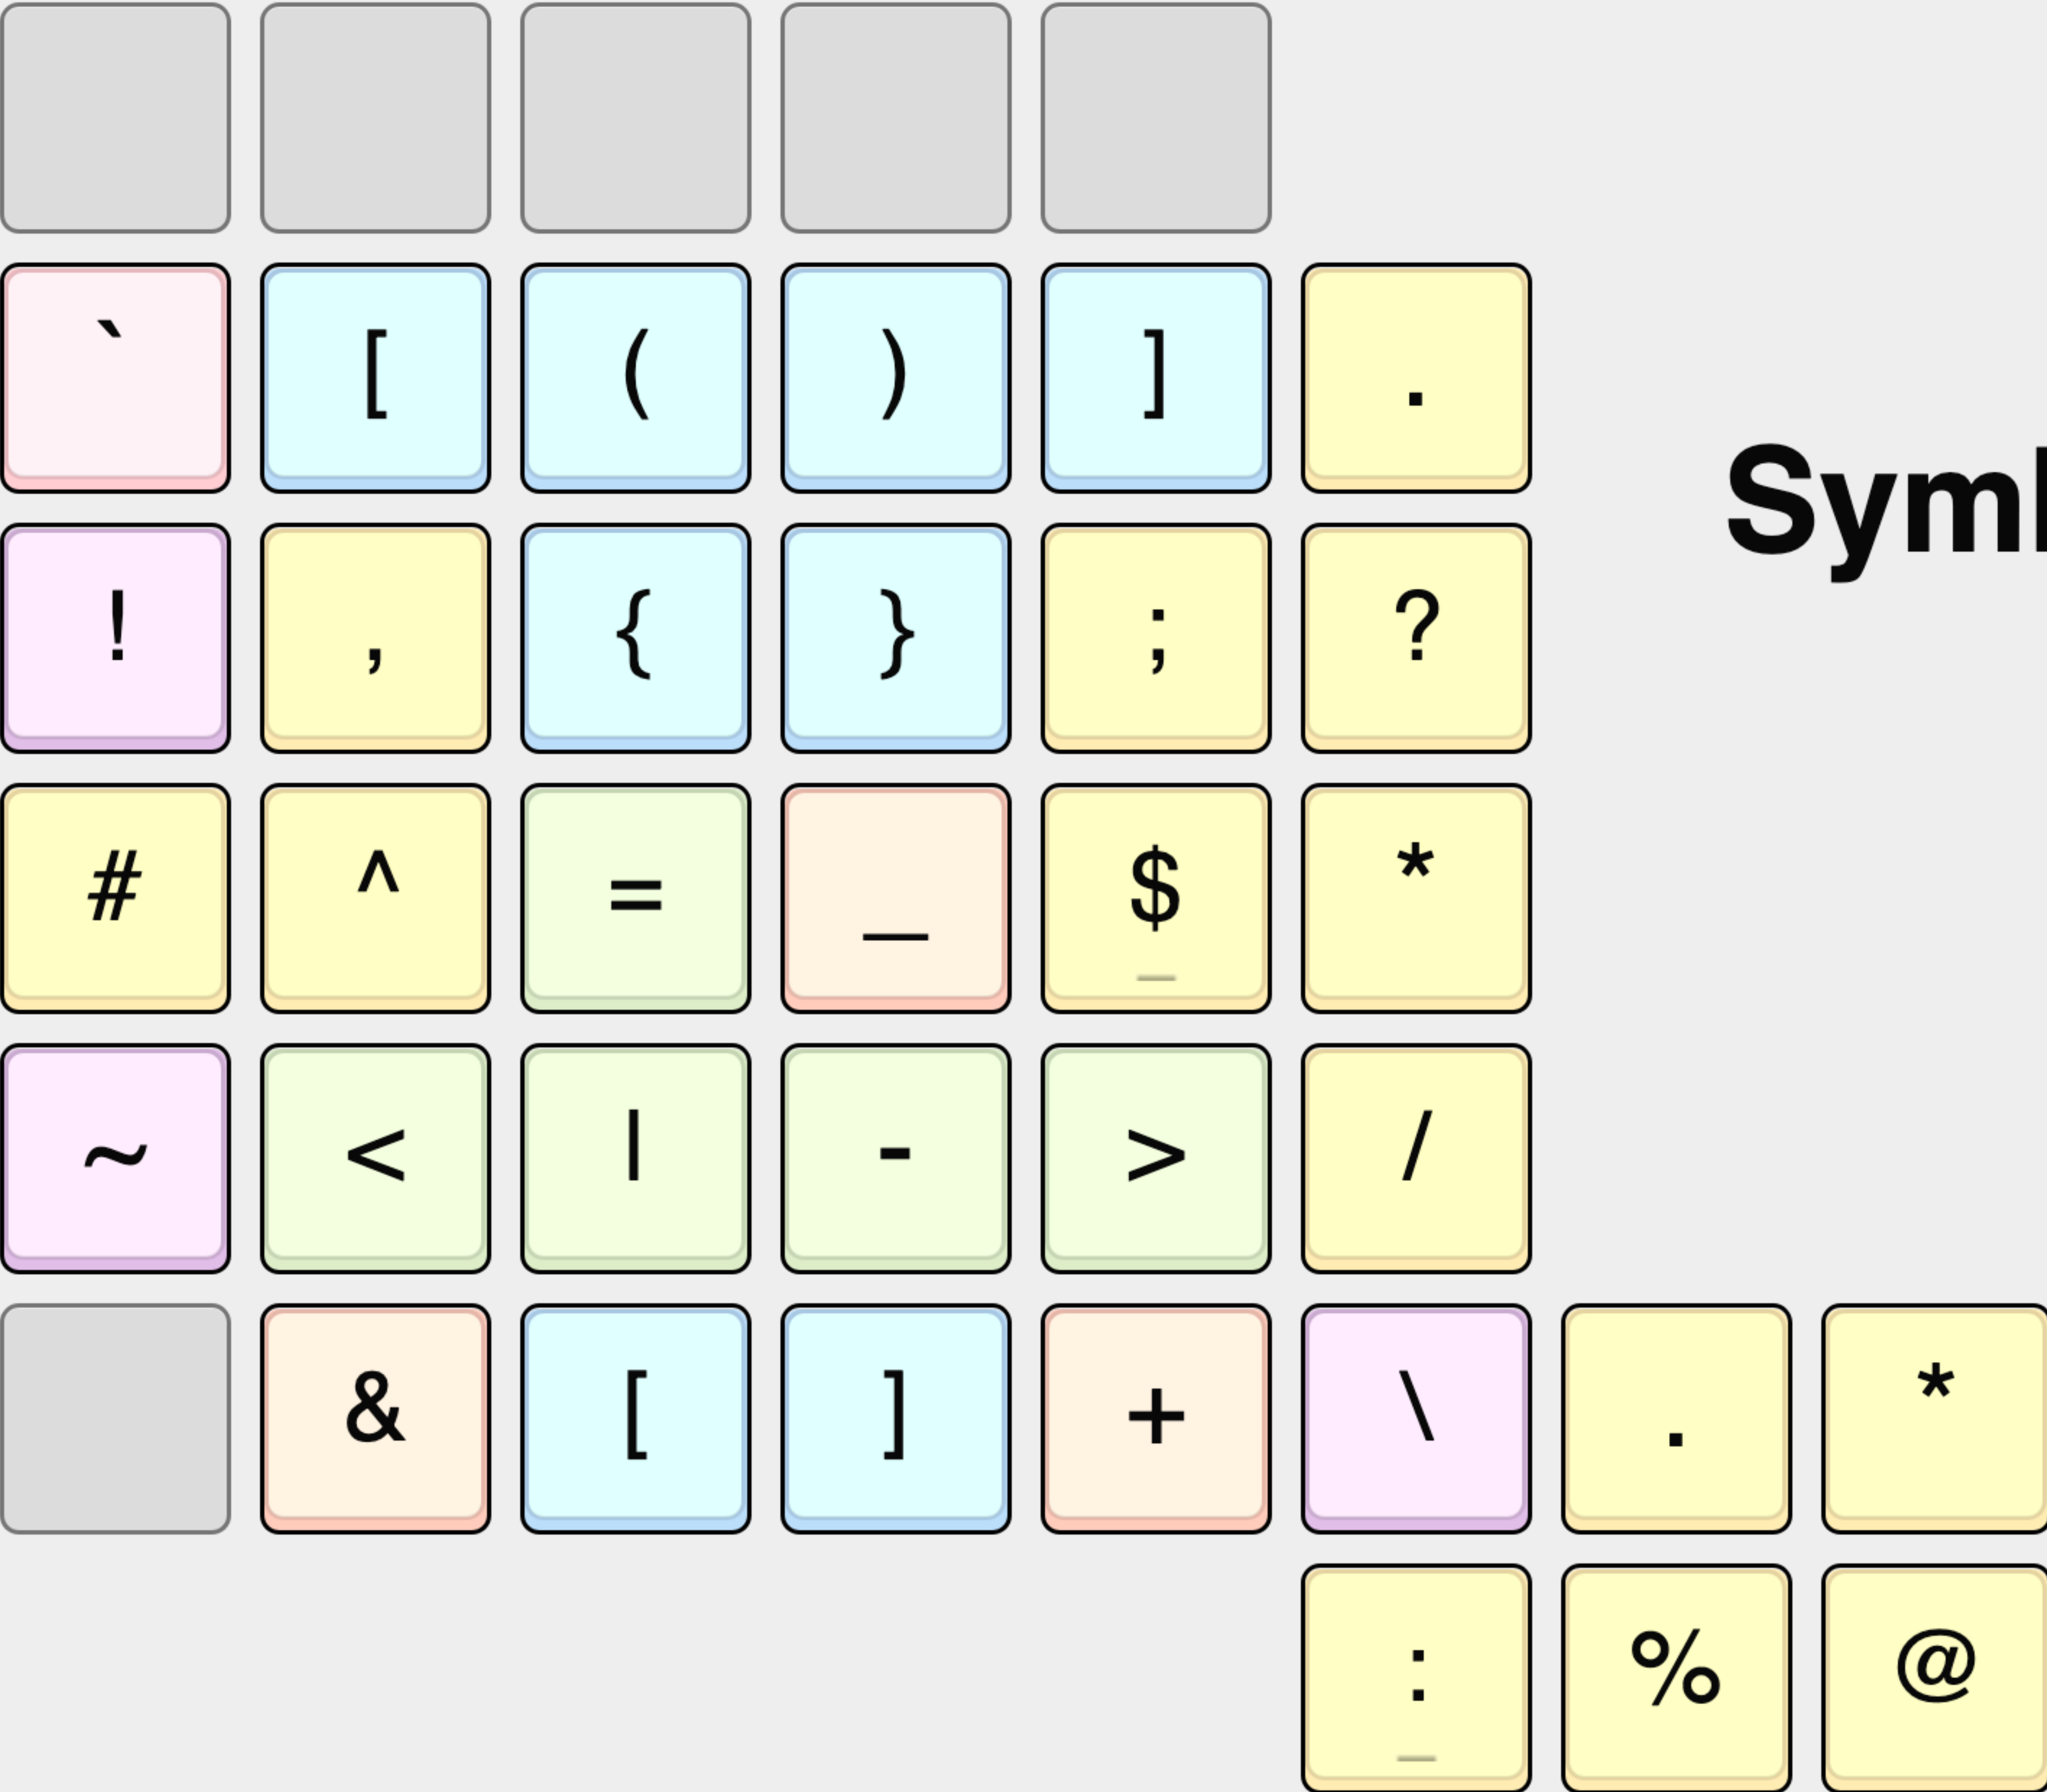 ` [ ( ) ] .
Sym
! , { } ; ?
# ^ = _ $ *
~ < | - > /
& [ ] + \ . *
: % @